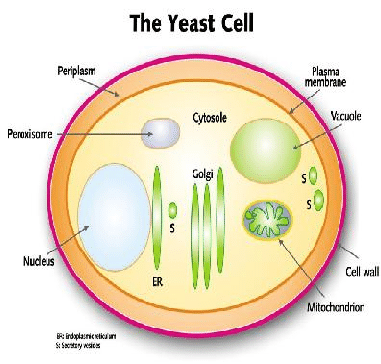 The Yeast Cell
Periplasm
Plasma
membrane
Cytosole
Vacuole
Peroxisome
Golgi
S
S
S
Nucleus
ER
Cell wall
Mitochondrion
ER: Endoplasmic reticulum
S: Secretory vesices